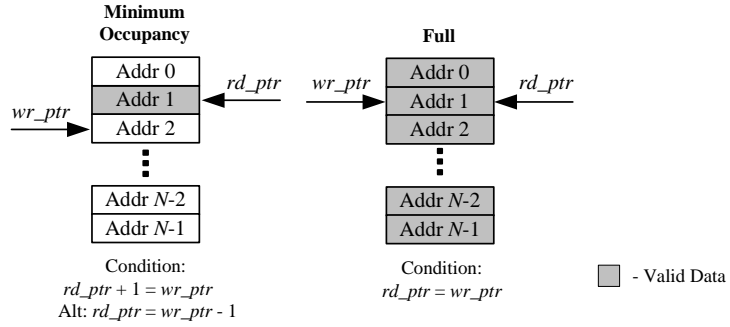 Minimum
Occupancy
Addr 0
Addr 1
Addr 2
Addr N-2
Addr N-1
wr_ptr
rd_ptr
Condition:
rd_ptr + 1 = wr_ptr
Alt: rd_ptr = wr_ptr - 1
Full
Addr 0
Addr 1
Addr 2
Addr N-2
Addr N-1
wr_ptr
rd_ptr
Condition:
rd_ptr = wr_ptr
- Valid Data